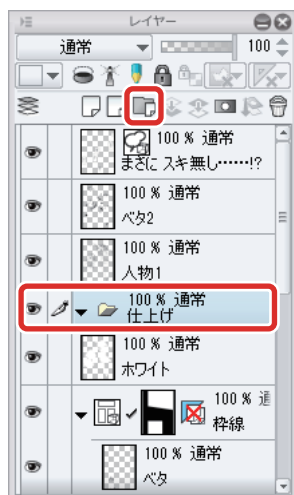 レイヤー
通常 100
100 % 通常
まさに スキ無し……!?
100 % 通常
ベタ2
100 % 通常
人物1
100 % 通常
仕上げ
100 % 通常
ホワイト
100 % 通
枠線
100 % 通常
ベタ